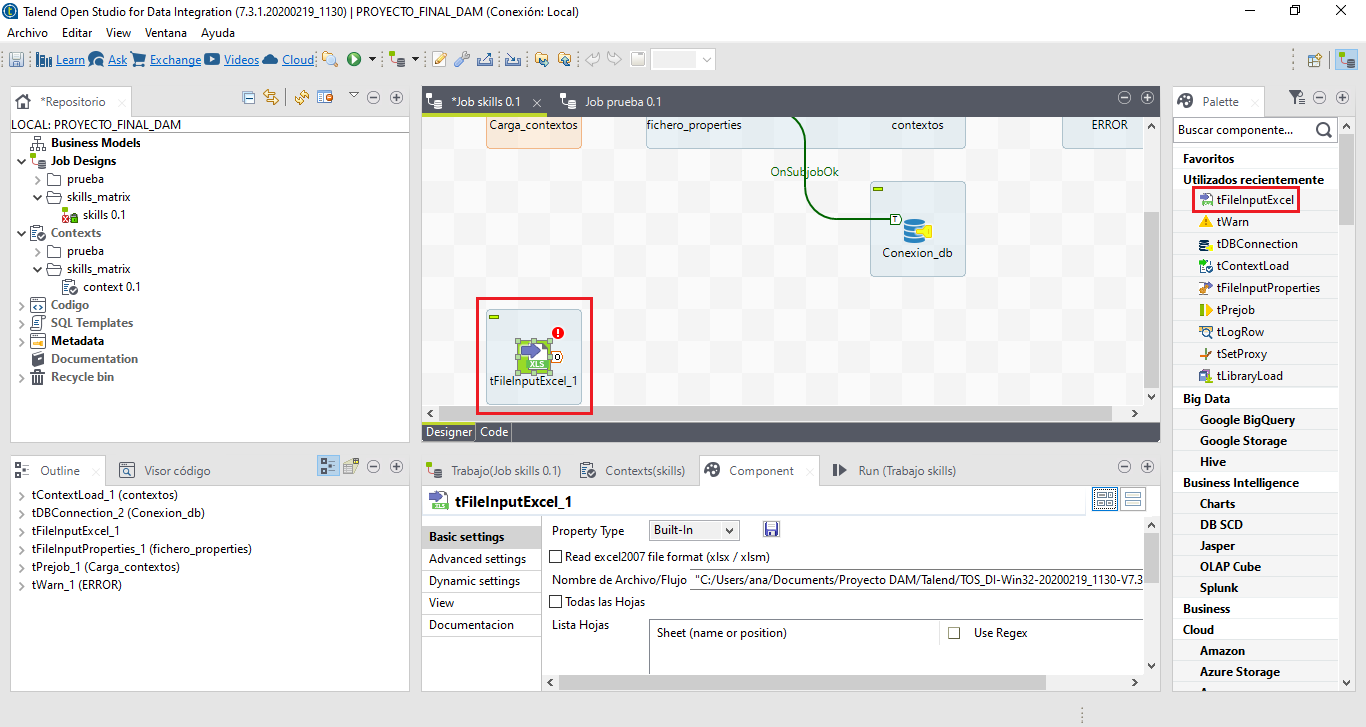 Talend Open Studio for Data Integration (7.3.1.20200219_1130) | PROYECTO_FINAL_DAM (Conexión: Local)
Archivo Editar View Ventana Ayuda
Learn Ask Exchange Videos Cloud
*Repositorio
LOCAL: PROYECTO_FINAL_DAM
Business Models
Job Designs
prueba
skills_matrix
skills 0.1
Contexts
prueba
skills_matrix
context 0.1
Codigo
SQL Templates
Metadata
Documentation
Recycle bin
*Job skills 0.1
Job prueba 0.1
Carga_contextos
fichero_properties
contextos
ERROR
OnSubjobOk
T
Conexion_db
XLS
O
tFileInputExcel_1
Designer Code
Palette
Buscar componente...
Favoritos
Utilizados recientemente
tFileInputExcel
tWarn
tDBConnection
tContextLoad
tFileInputProperties
tPrejob
tLogRow
tSetProxy
tLibraryLoad
Big Data
Google BigQuery
Google Storage
Hive
Business Intelligence
Charts
DB SCD
Jasper
OLAP Cube
Splunk
Business
Cloud
Amazon
Azure Storage
Outline
Visor código
tContextLoad_1 (contextos)
tDBConnection_2 (Conexion_db)
tFileInputExcel_1
tFileInputProperties_1 (fichero_properties)
tPrejob_1 (Carga_contextos)
tWarn_1 (ERROR)
Trabajo(Job skills 0.1)
Contexts(skills)
Component
Run (Trabajo skills)
tFileInputExcel_1
Basic settings
Advanced settings
Dynamic settings
View
Documentacion
Property Type Built-In
Read excel2007 file format (xlsx / xlsm)
Nombre de Archivo/Flujo "C:/Users/ana/Documents/Proyecto DAM/Talend/TOS_DI-Win32-20200219_1130-V7.3
Todas las Hojas
Lista Hojas
Sheet (name or position)
Use Regex